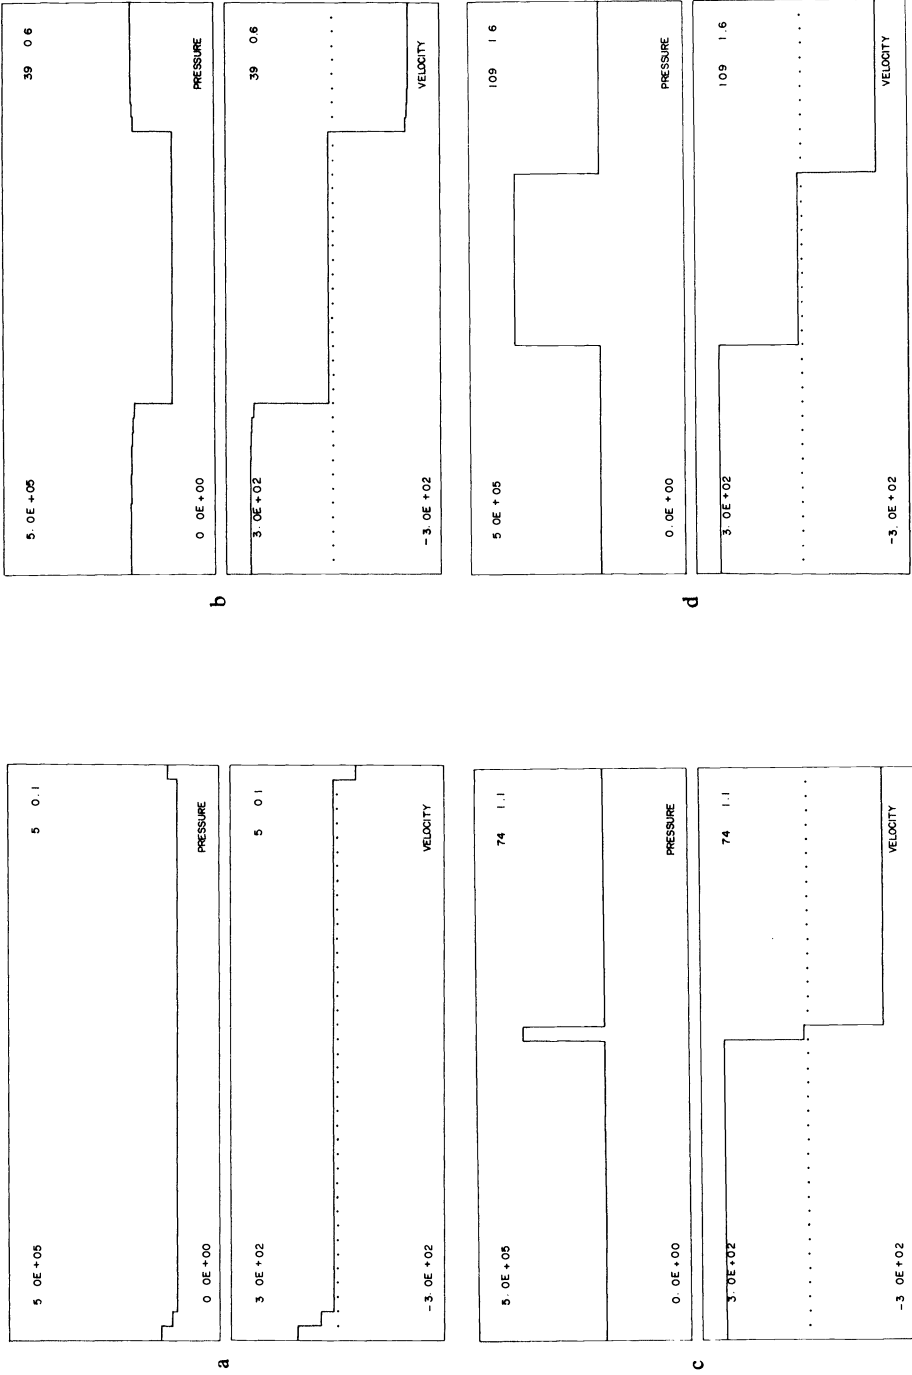 5. 0E +05
39 0.6
0 0E +00
PRESSURE
3. 0E +02
39 0.6
-3. 0E +02
VELOCITY
b
5. 0E + 05
109 1.6
0. 0E +00
PRESSURE
3. 0E +02
109 1.6
-3. 0E +02
VELOCITY
d
5 0E +05
5 0.1
0 0E +00
PRESSURE
3 0E +02
5 0.1
-3. 0E +02
VELOCITY
a
5. 0E +05
74 1.1
0. 0E +00
PRESSURE
3. 0E +02
74 1.1
-3 0E +02
VELOCITY
c